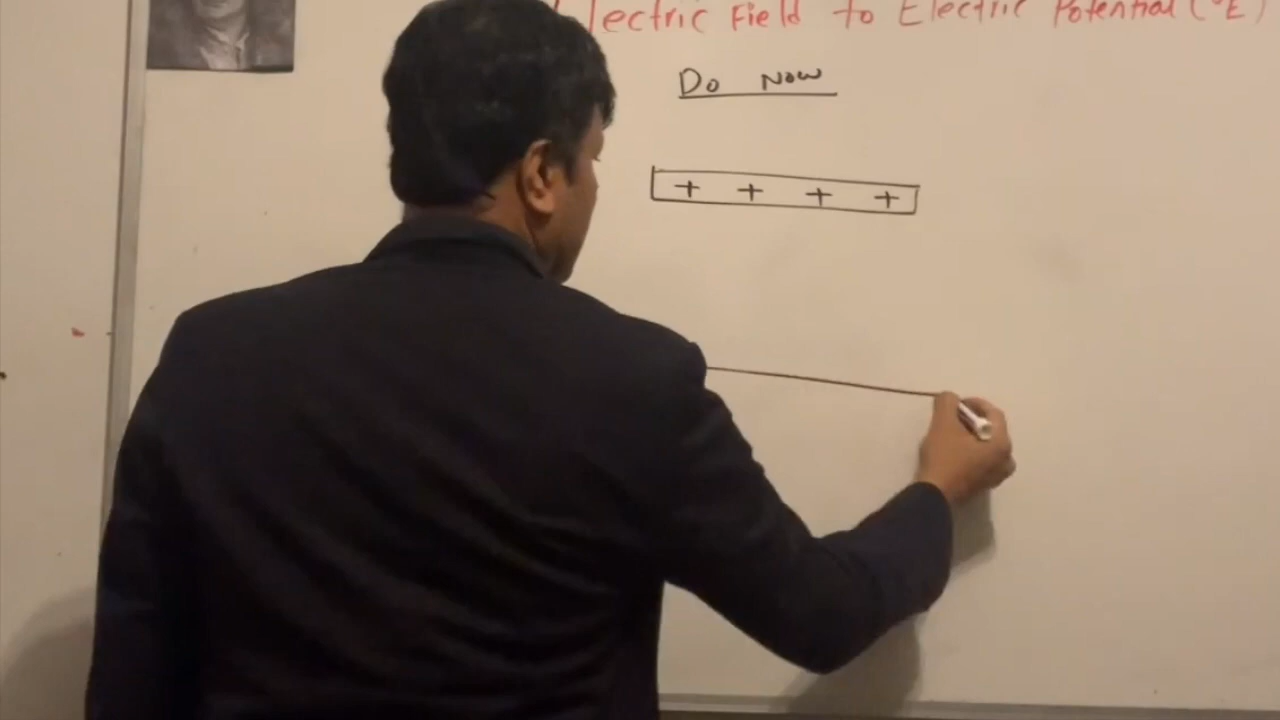 Electric Field to Electric Potential (°E)
Do Now
+ + + +